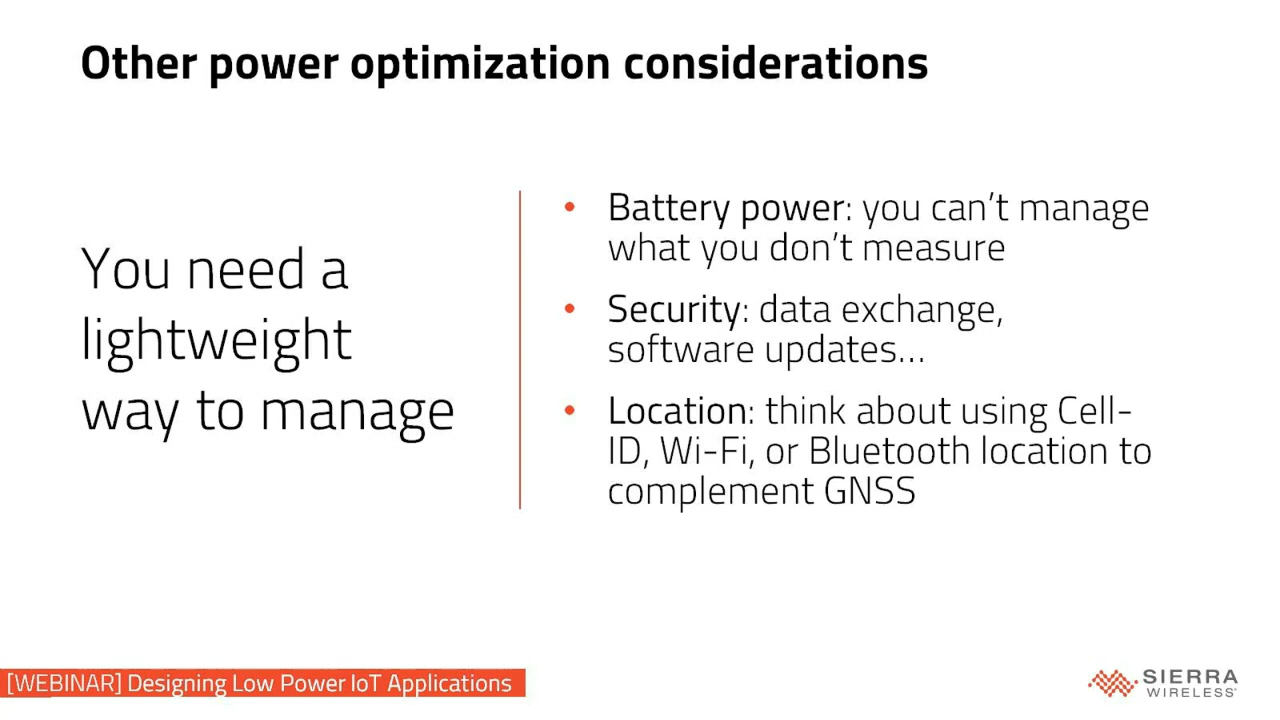 Other power optimization considerations
You need a
lightweight
way to manage
• Battery power: you can’t manage
what you don’t measure
• Security: data exchange,
software updates...
• Location: think about using Cell-
ID, Wi-Fi, or Bluetooth location to
complement GNSS
[WEBINAR] Designing Low Power IoT Applications
SIERRA
WIRELESS